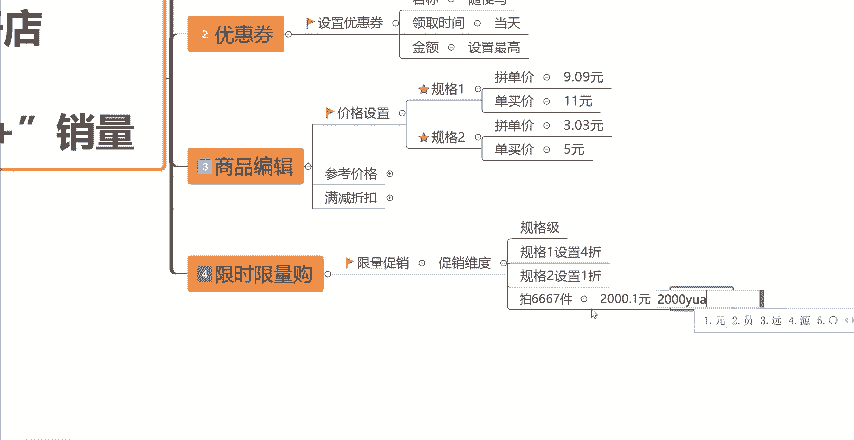 店
+”销量
2 优惠券
设置优惠券
领取时间 当天
金额 设置最高
3 商品编辑
价格设置
规格1
拼单价 9.09元
单买价 11元
规格2
拼单价 3.03元
单买价 5元
参考价格
满减折扣
4 限时限量购
限量促销 促销维度
规格级
规格1设置4折
规格2设置1折
拍6667件 2000.1元 2000yua
1.元 2.员 3.远 4.源 5.〇